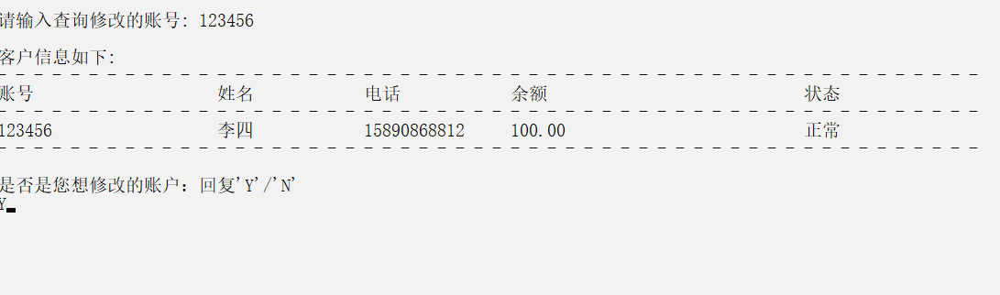 请输入查询修改的账号: 123456
客户信息如下:
账号 姓名 电话 余额 状态
123456 李四 15890868812 100.00 正常
是否是您想修改的账户：回复'Y'/'N'
Y